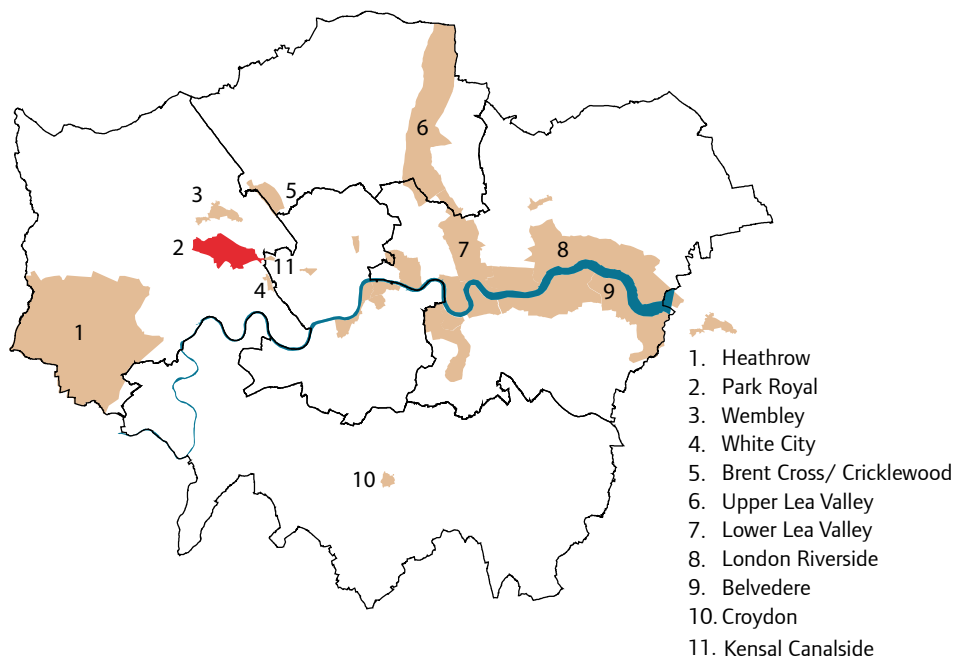 6
5
3
2
11
7
8
4
9
1
10
1. Heathrow
2. Park Royal
3. Wembley
4. White City
5. Brent Cross/ Cricklewood
6. Upper Lea Valley
7. Lower Lea Valley
8. London Riverside
9. Belvedere
10. Croydon
11. Kensal Canalside